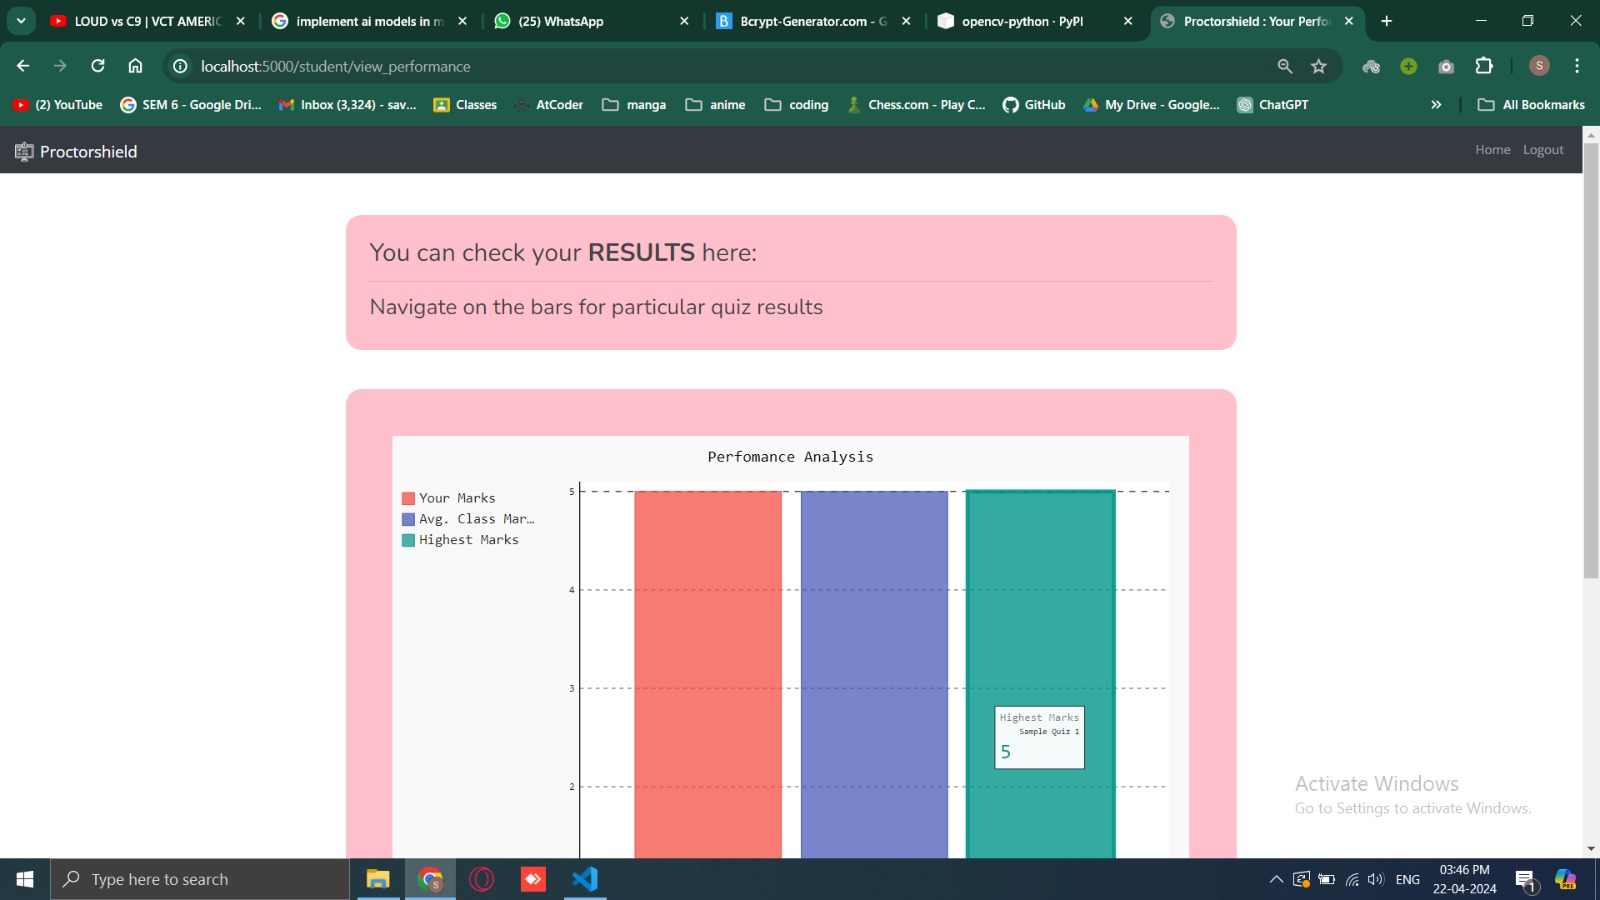 LOUD vs C9 | VCT AMERIC
implement ai models in m
(25) WhatsApp
B Bcrypt-Generator.com - G
opencv-python · PyPI
Proctorshield : Your Perfo
localhost:5000/student/view_performance
S
(2) YouTube
SEM 6 - Google Dri...
Inbox (3,324) - sav...
Classes
AtCoder
manga
anime
coding
Chess.com - Play C...
GitHub
My Drive - Google...
ChatGPT
All Bookmarks
Proctorshield
Home Logout
You can check your RESULTS here:
Navigate on the bars for particular quiz results
Perfomance Analysis
Your Marks
Avg. Class Mar…
Highest Marks
5
4
3
2
Highest Marks
Sample Quiz 1
5
Activate Windows
Go to Settings to activate Windows.
Type here to search
S
ENG
03:46 PM
22-04-2024
1
PRE